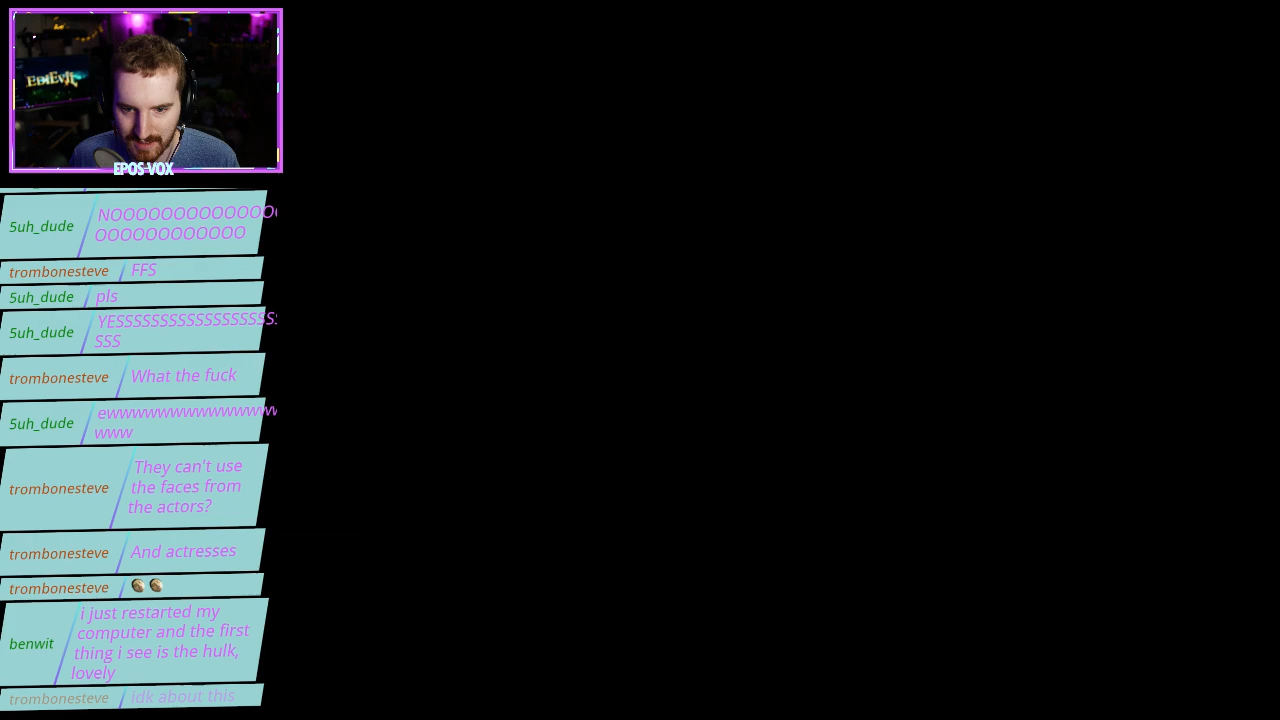 EPOS VOX
5uh_dude NOOOOOOOOOOOOOO
OOOOOOOOOOOO
trombonesteve FFS
5uh_dude pls
5uh_dude YESSSSSSSSSSSSSSSSSS
SSS
trombonesteve What the fuck
5uh_dude ewwwwwwwwwwwwww
www
trombonesteve They can't use
the faces from
the actors?
trombonesteve And actresses
trombonesteve
benwit i just restarted my
computer and the first
thing i see is the hulk,
lovely
trombonesteve idk about this